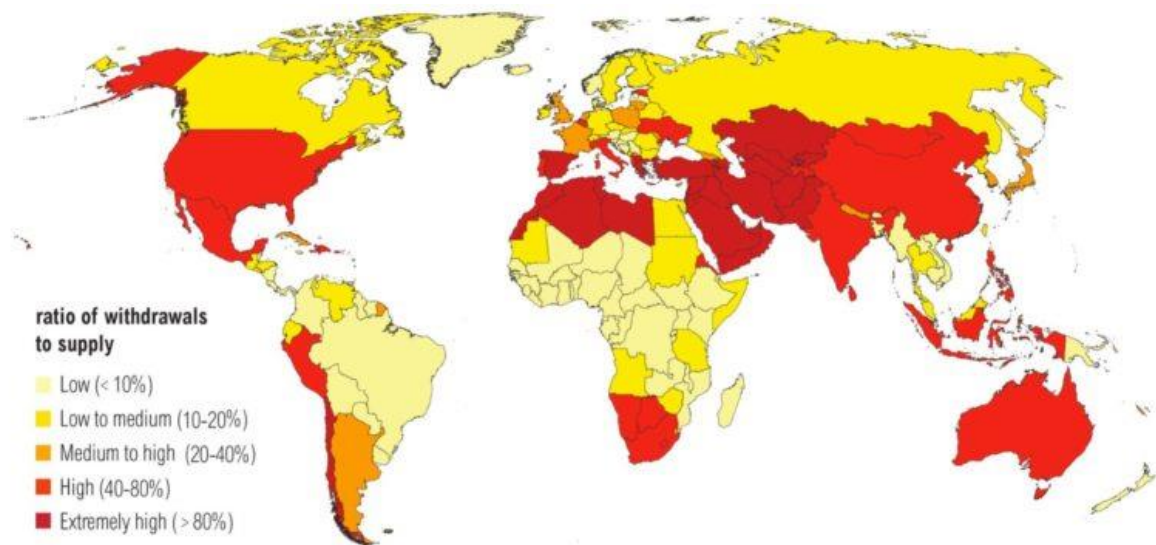 ratio of withdrawals
to supply
Low (< 10%)
Low to medium (10-20%)
Medium to high (20-40%)
High (40-80%)
Extremely high (> 80%)